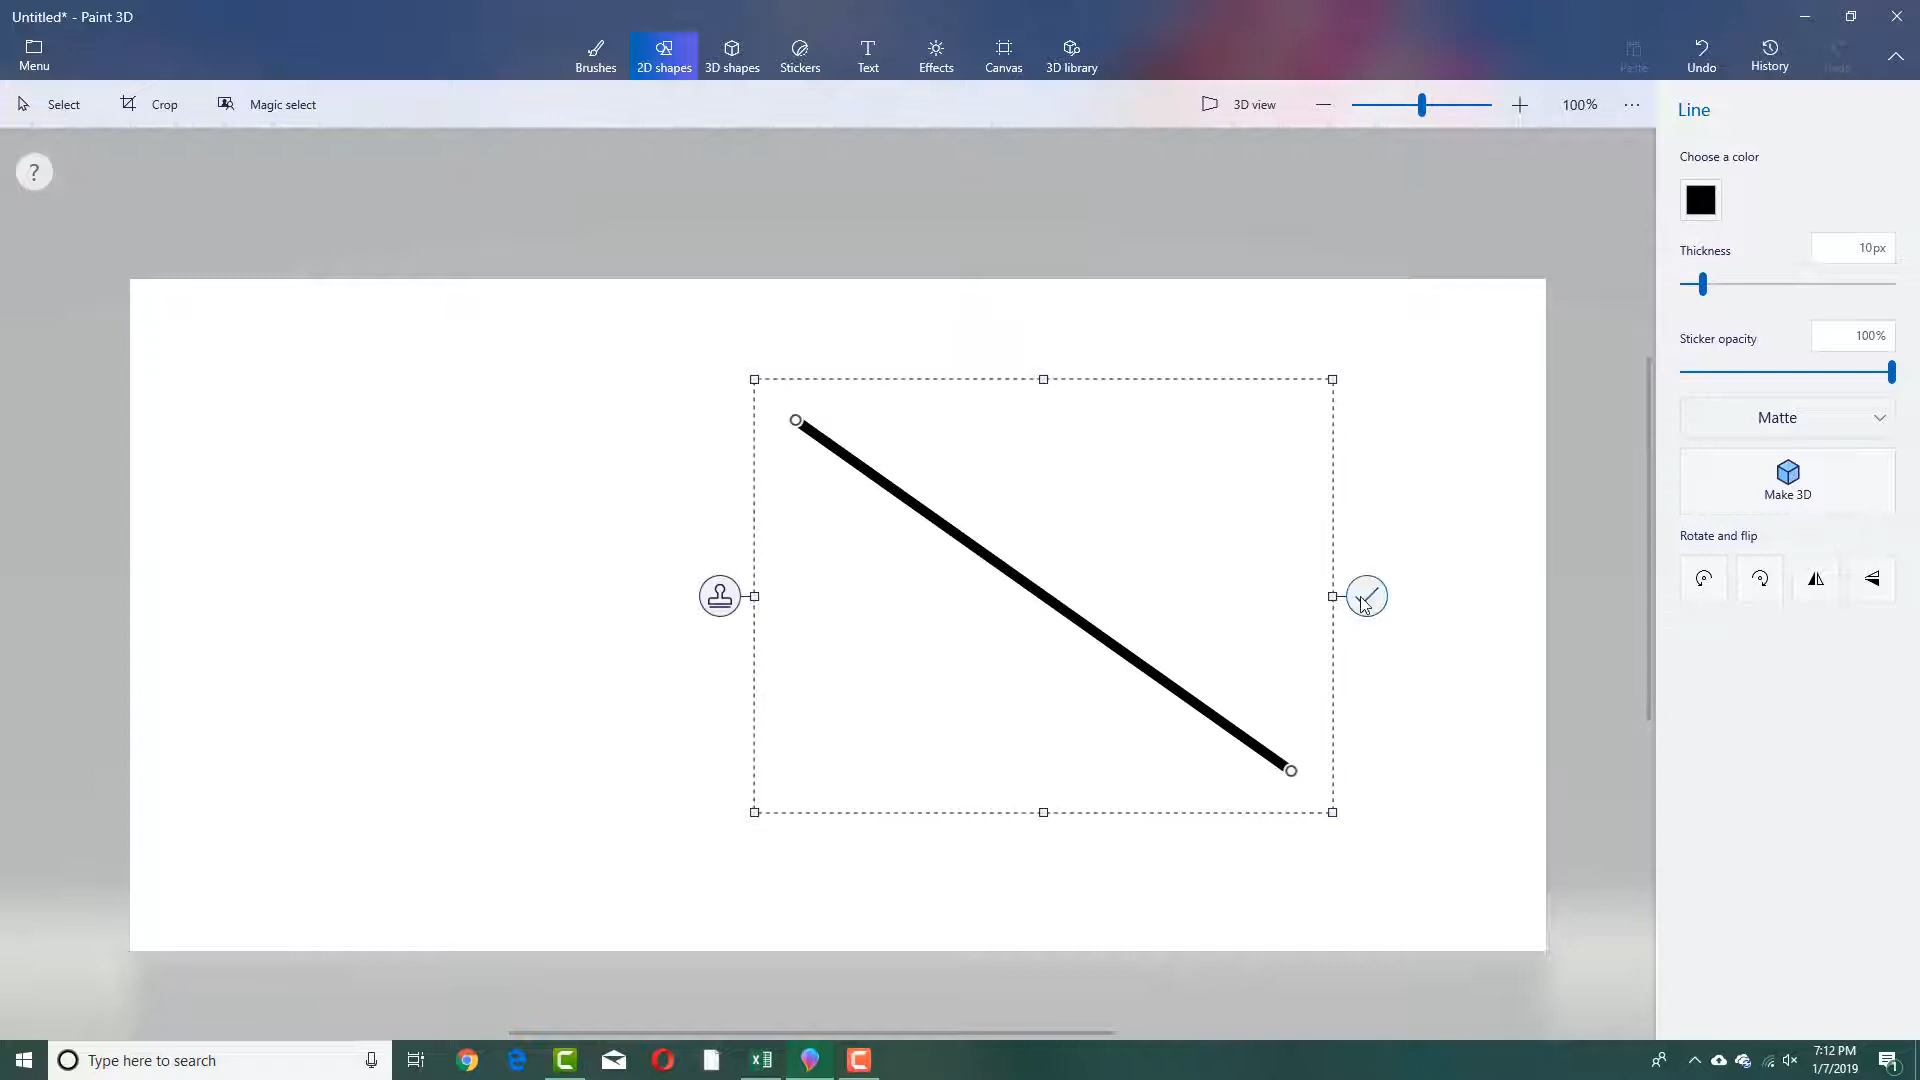 Untitled* - Paint 3D
Menu
Brushes
2D shapes
3D shapes
Stickers
Text
Effects
Canvas
3D library
Paste
Undo
History
Redo
Select
Crop
Magic select
3D view
100%
Line
Choose a color
Thickness
10px
Sticker opacity
100%
Matte
Make 3D
Rotate and flip
Type here to search
7:12 PM
1/7/2019